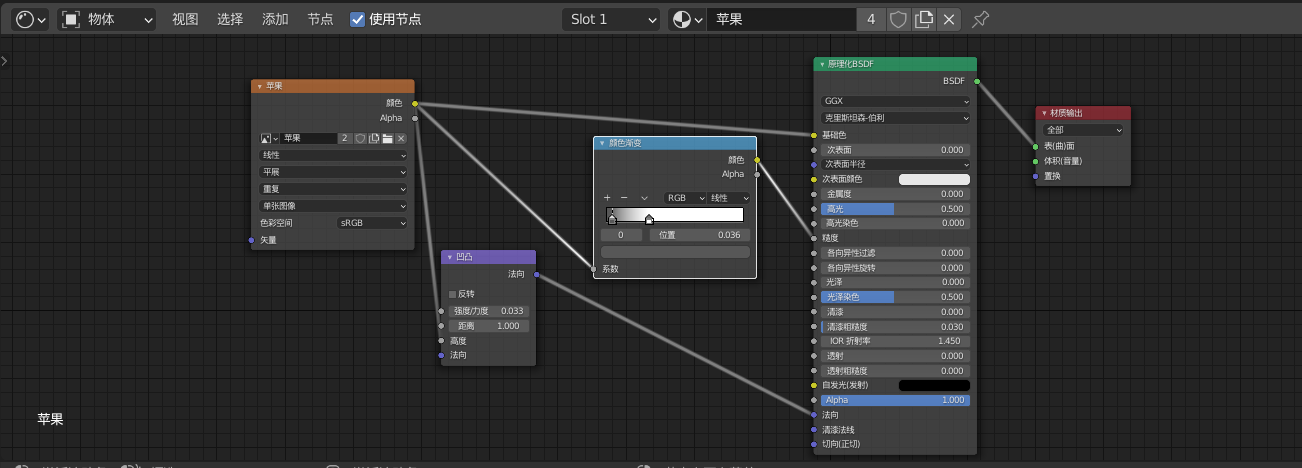 物体 视图 选择 添加 节点 使用节点 Slot 1 苹果 4
苹果
颜色
Alpha
苹果 2
线性
平展
重复
单张图像
色彩空间 sRGB
矢量
凹凸
法向
反转
强度/力度 0.033
距离 1.000
高度
法向
颜色渐变
颜色
Alpha
+ − RGB 线性
0 位置 0.036
系数
原理化BSDF
BSDF
GGX
克里斯坦森-伯利
基础色
次表面 0.000
次表面半径
次表面颜色
金属度 0.000
高光 0.500
高光染色 0.000
糙度
各向异性过滤 0.000
各向异性旋转 0.000
光泽 0.000
光泽染色 0.500
清漆 0.000
清漆粗糙度 0.030
IOR 折射率 1.450
透射 0.000
透射粗糙度 0.000
自发光(发射)
Alpha 1.000
法向
清漆法线
切向(正切)
材质输出
全部
表(曲)面
体积(音量)
置换
苹果